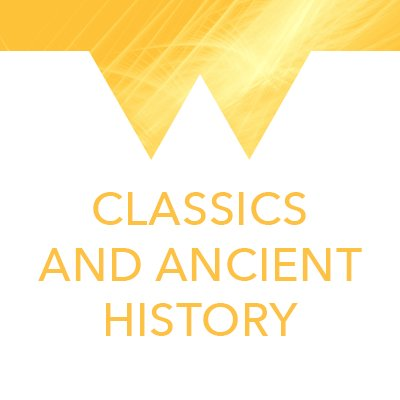 CLASSICS
AND ANCIENT
HISTORY